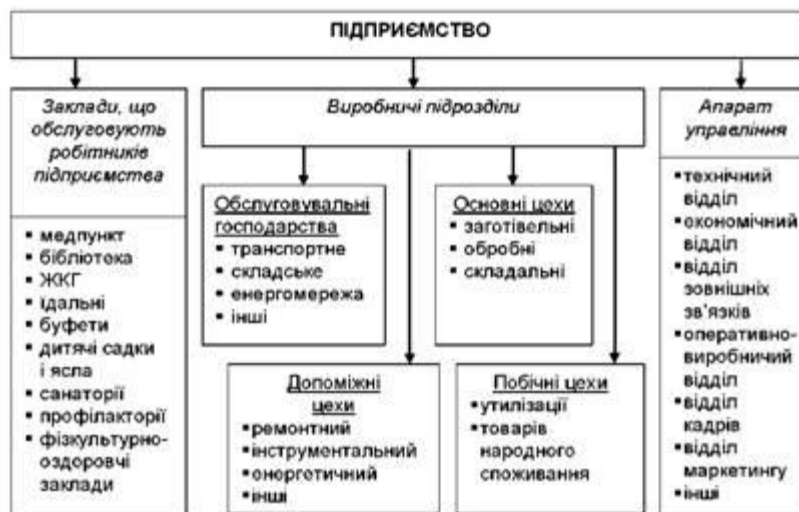 ПІДПРИЄМСТВО
Заклади, що
обслуговують
робітників
підприємства
▪ медпункт
▪ бібліотека
▪ ЖКГ
▪ їдальні
▪ буфети
▪ дитячі садки
і ясла
▪ санаторії
▪ профілакторії
▪ фізкультурно-
оздоровчі
заклади
Виробничі підрозділи
Обслуговувальні
господарства
▪ транспортне
▪ складське
▪ енергомережа
▪ інші
Основні цехи
▪ заготівельні
▪ обробні
▪ складальні
Допоміжні
цехи
▪ ремонтний
▪ інструментальний
▪ енергетичний
▪ інші
Побічні цехи
▪ утилізації
▪ товарів
народного
споживання
Апарат
управління
▪ технічний
відділ
▪ економічний
відділ
▪ відділ
зовнішніх
зв'язків
▪ оперативно-
виробничий
відділ
▪ відділ
кадрів
▪ відділ
маркетингу
▪ інші